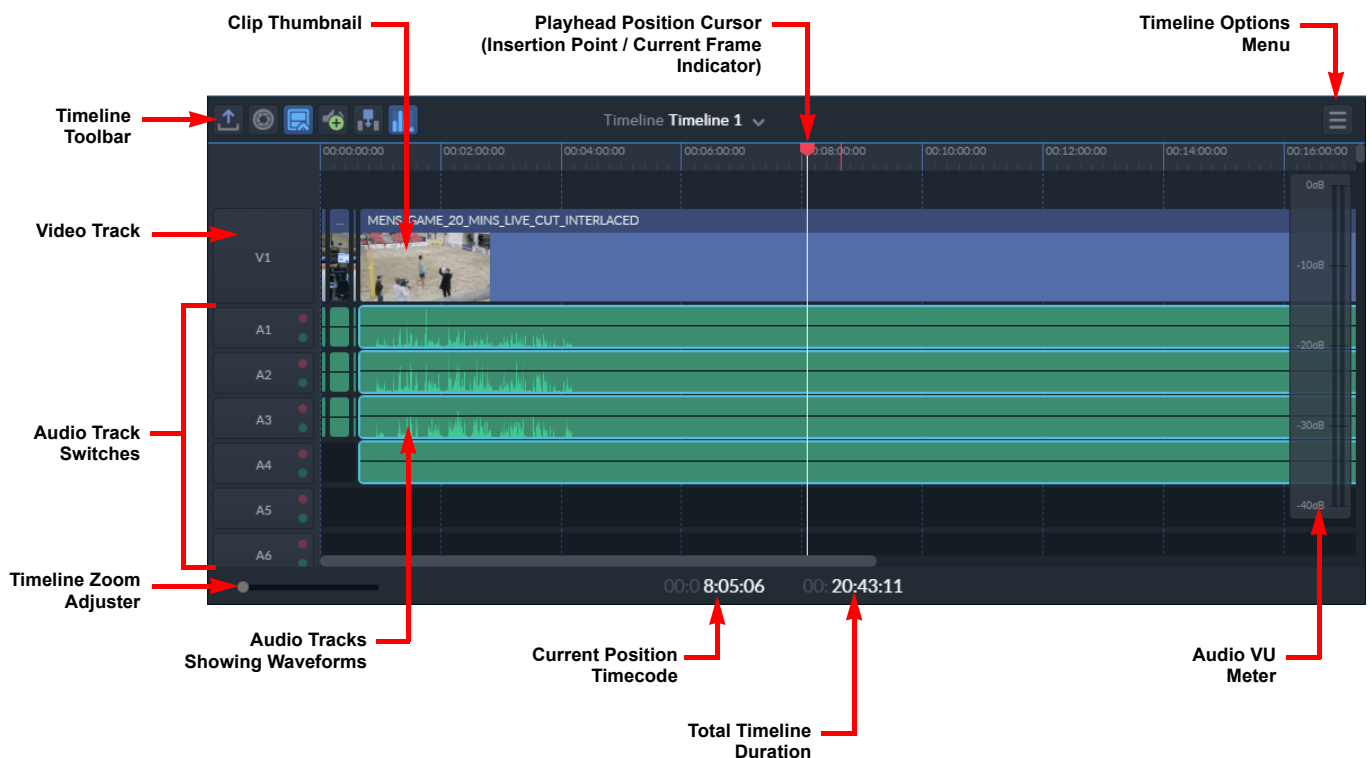 Clip Thumbnail
Playhead Position Cursor
(Insertion Point / Current Frame
Indicator)
Timeline Options
Menu
Timeline
Toolbar
Timeline Timeline 1
00:00:00:00
00:02:00:00
00:04:00:00
00:06:00:00
00:08:00:00
00:10:00:00
00:12:00:00
00:14:00:00
00:16:00:00
0dB
Video Track
...
MENS_GAME_20_MINS_LIVE_CUT_INTERLACED
V1
-10dB
A1
-20dB
A2
A3
-30dB
Audio Track
Switches
A4
A5
-40dB
A6
Timeline Zoom
Adjuster
00:08:05:06
00:20:43:11
Audio Tracks
Showing Waveforms
Current Position
Timecode
Audio VU
Meter
Total Timeline
Duration